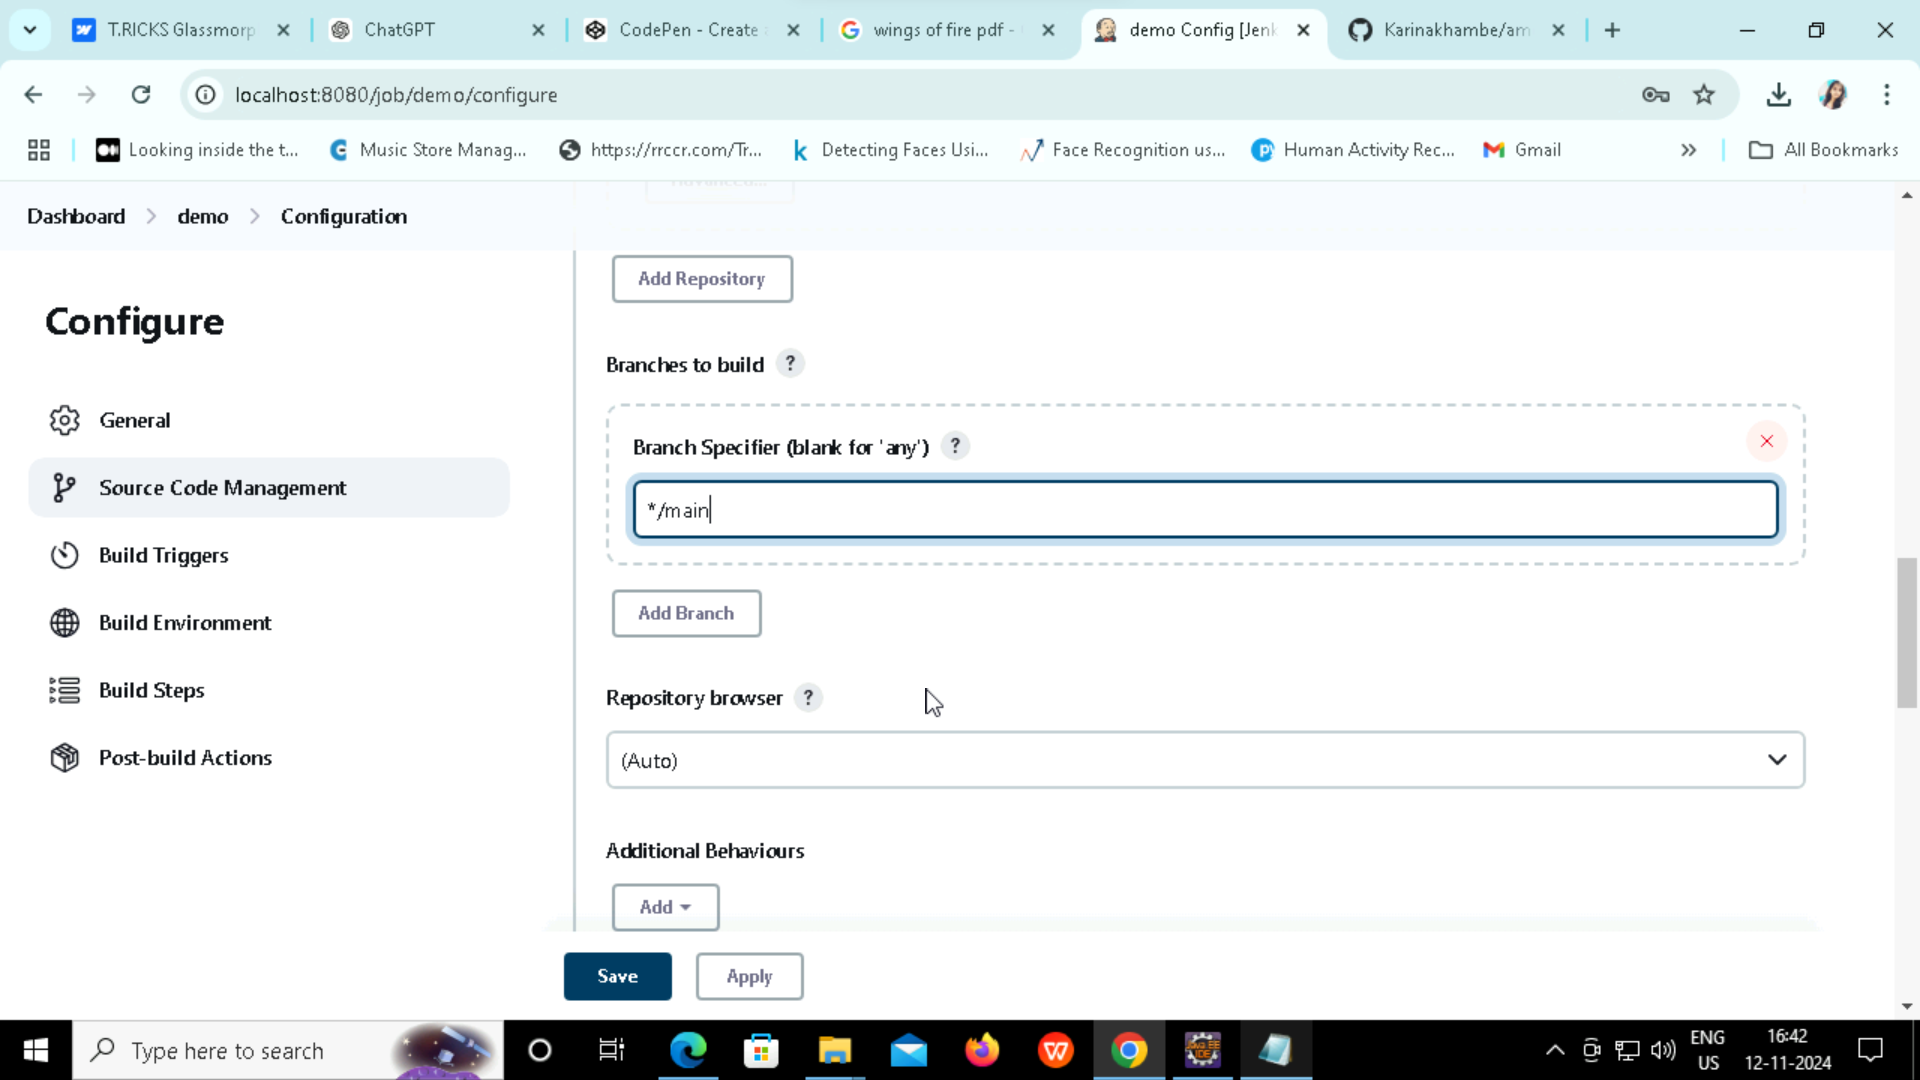 T.RICKS Glassmorp
ChatGPT
CodePen - Create
wings of fire pdf -
demo Config [Jenk
Karinakhambe/am
localhost:8080/job/demo/configure
Looking inside the t...
Music Store Manag...
https://rrccr.com/Tr...
Detecting Faces Usi...
Face Recognition us...
Human Activity Rec...
Gmail
All Bookmarks
Dashboard > demo > Configuration
Configure
General
Source Code Management
Build Triggers
Build Environment
Build Steps
Post-build Actions
Advanced...
Add Repository
Branches to build ?
Branch Specifier (blank for 'any') ?
*/main
Add Branch
Repository browser ?
(Auto)
Additional Behaviours
Add
Save
Apply
Type here to search
ENG
US
16:42
12-11-2024